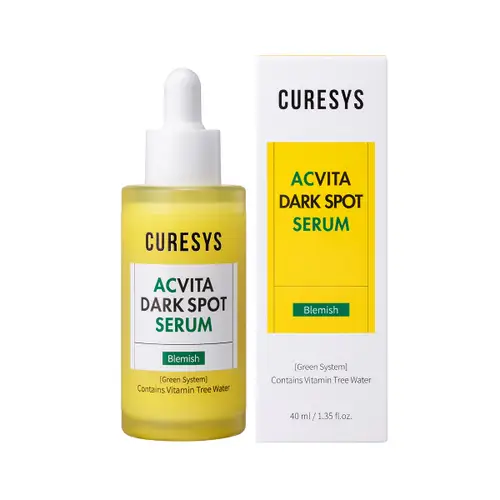 CURESYS
ACVITA
DARK SPOT
SERUM
Blemish
[Green System]
Contains Vitamin Tree Water
CURESYS
ACVITA
DARK SPOT
SERUM
Blemish
[Green System]
Contains Vitamin Tree Water
40 ml / 1.35 fl.oz.